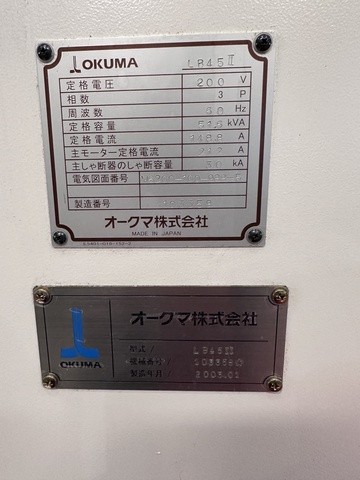 OKUMA LB45II
定格電圧 200 V
相数 3 P
周波数 60 Hz
定格容量 kVA
定格電流 A
主モーター定格電流 A
主しゃ断器のしゃ断容量 kA
電気図面番号
製造番号
オークマ株式会社
MADE IN JAPAN
オークマ株式会社
OKUMA
型式/ LB45II
機械番号/
製造年月/ 2003.01